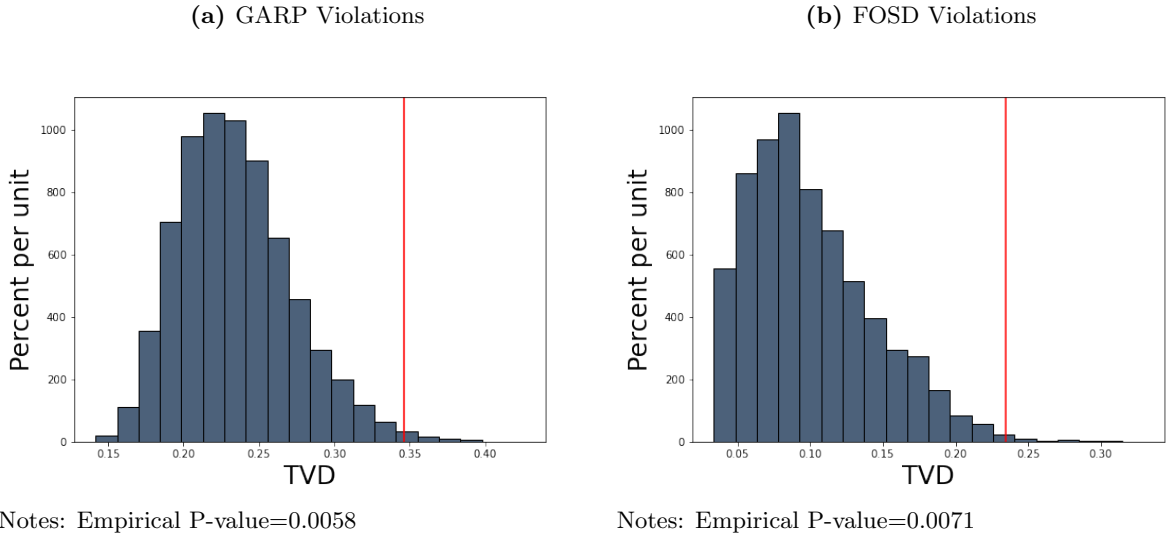 (a) GARP Violations
(b) FOSD Violations
Percent per unit
1000
800
600
400
200
0
0.15 0.20 0.25 0.30 0.35 0.40
TVD
Notes: Empirical P-value=0.0058
Percent per unit
1000
800
600
400
200
0
0.05 0.10 0.15 0.20 0.25 0.30
TVD
Notes: Empirical P-value=0.0071